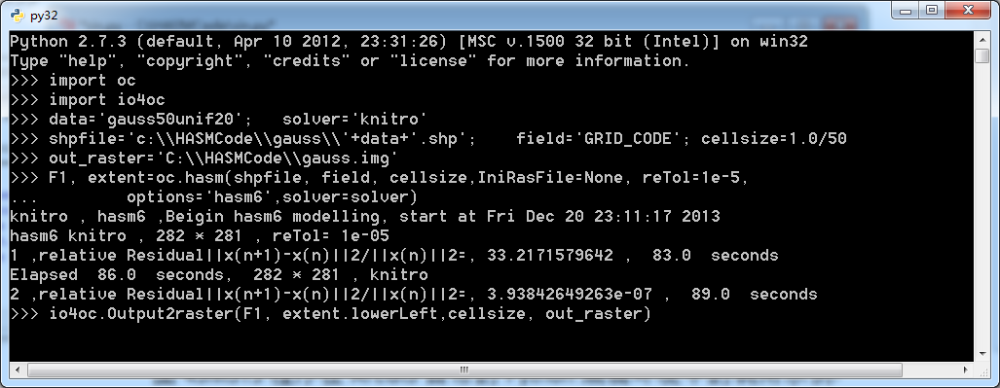 py32
Python 2.7.3 (default, Apr 10 2012, 23:31:26) [MSC v.1500 32 bit (Intel)] on win32
Type "help", "copyright", "credits" or "license" for more information.
>>> import oc
>>> import io4oc
>>> data='gauss50unif20';   solver='knitro'
>>> shpfile='c:\\HASMCode\\gauss\\'+data+'.shp';    field='GRID_CODE'; cellsize=1.0/50
>>> out_raster='C:\\HASMCode\\gauss.img'
>>> F1, extent=oc.hasm(shpfile, field, cellsize,IniRasFile=None, reTol=1e-5,
...         options='hasm6',solver=solver)
knitro , hasm6 ,Beigin hasm6 modelling, start at Fri Dec 20 23:11:17 2013
hasm6 knitro , 282 * 281 , reTol= 1e-05
1 ,relative Residual||x(n+1)-x(n)||2/||x(n)||2=, 33.2171579642 ,  83.0  seconds
Elapsed  86.0  seconds,  282 * 281 , knitro
2 ,relative Residual||x(n+1)-x(n)||2/||x(n)||2=, 3.93842649263e-07 ,  89.0  seconds
>>> io4oc.Output2raster(F1, extent.lowerLeft,cellsize, out_raster)